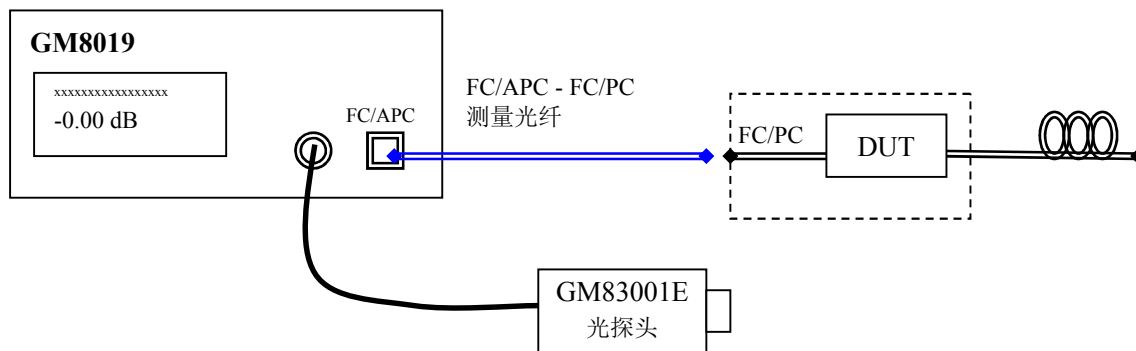 GM8019
xxxxxxxxxxxxxxxxx
-0.00 dB
FC/APC
FC/APC - FC/PC
测量光纤
FC/PC
DUT
GM83001E
光探头